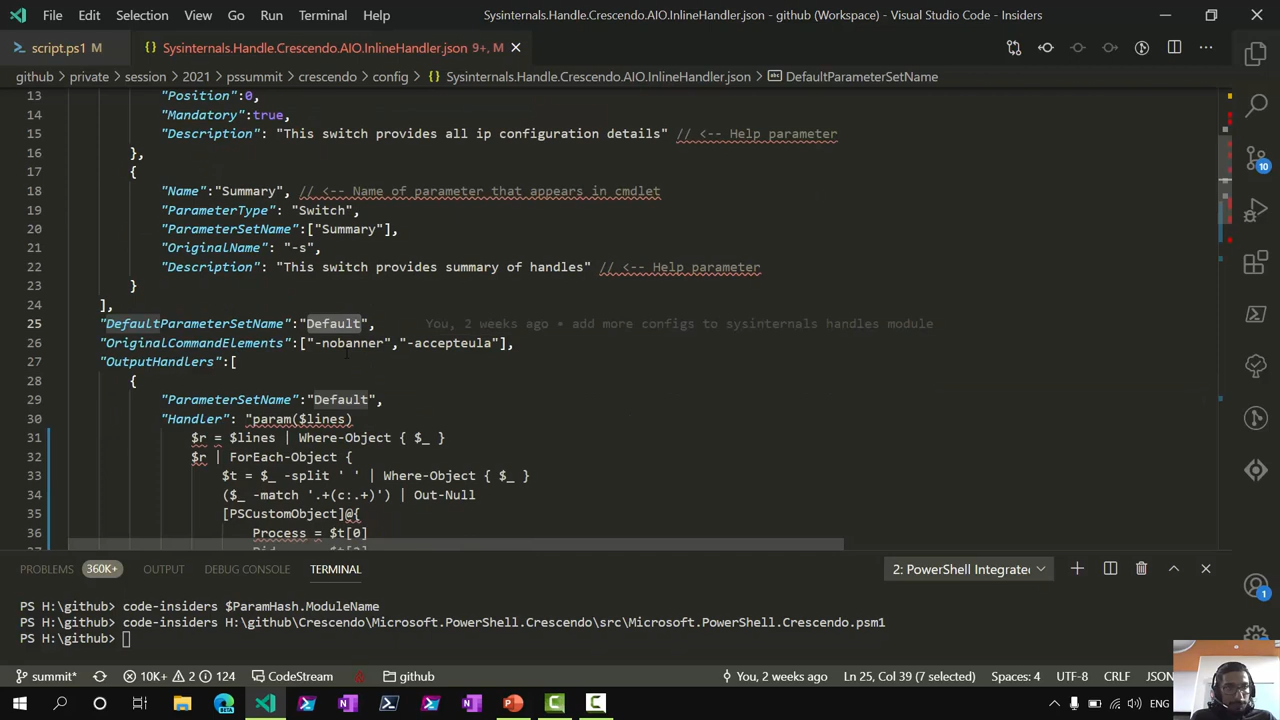 File Edit Selection View Go Run Terminal Help Sysinternals.Handle.Crescendo.AIO.InlineHandler.json - github (Workspace) - Visual Studio Code - Insiders
script.ps1 M Sysinternals.Handle.Crescendo.AIO.InlineHandler.json 9+, M
github > private > session > 2021 > pssummit > crescendo > config > {} Sysinternals.Handle.Crescendo.AIO.InlineHandler.json > abc DefaultParameterSetName
13 "Position":0,
14 "Mandatory":true,
15 "Description": "This switch provides all ip configuration details" // <-- Help parameter
16 },
17 {
18 "Name":"Summary", // <-- Name of parameter that appears in cmdlet
19 "ParameterType": "Switch",
20 "ParameterSetName":["Summary"],
21 "OriginalName": "-s",
22 "Description": "This switch provides summary of handles" // <-- Help parameter
23 }
24 ],
25 "DefaultParameterSetName":"Default", You, 2 weeks ago • add more configs to sysinternals handles module
26 "OriginalCommandElements":["-nobanner","-accepteula"],
27 "OutputHandlers":[
28 {
29 "ParameterSetName":"Default",
30 "Handler": "param($lines)
31 $r = $lines | Where-Object { $_ }
32 $r | ForEach-Object {
33 $t = $_ -split ' ' | Where-Object { $_ }
34 ($_ -match '.+(c:.+)') | Out-Null
35 [PSCustomObject]@{
36 Process = $t[0]
10
PROBLEMS 360K+ OUTPUT DEBUG CONSOLE TERMINAL 2: PowerShell Integrated
PS H:\github> code-insiders $ParamHash.ModuleName
PS H:\github> code-insiders H:\github\Crescendo\Microsoft.PowerShell.Crescendo\src\Microsoft.PowerShell.Crescendo.psm1
PS H:\github>
1
summit* 10K+ 2 124 CodeStream github You, 2 weeks ago Ln 25, Col 39 (7 selected) Spaces: 4 UTF-8 CRLF JSON
BETA ENG